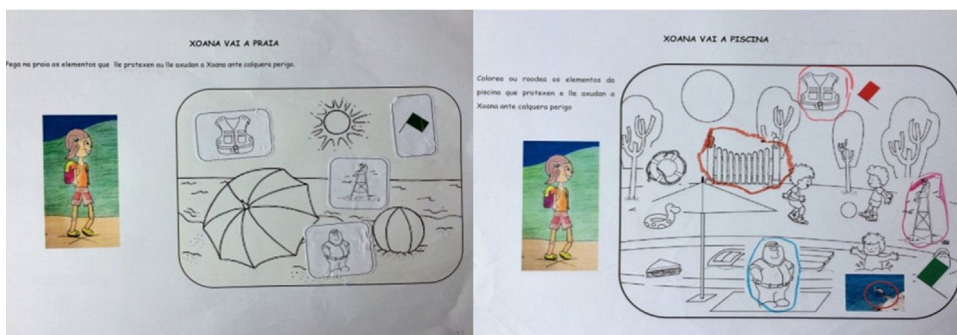 XOANA VAI A PRAIA
Pega na praia os elementos que lle protexen ou lle axudan a Xoana ante calquera perigo.
XOANA VAI A PISCINA
Colorea ou roodea os elementos da
piscina que protexen e lle axudan a
Xoana ante calquera perigo